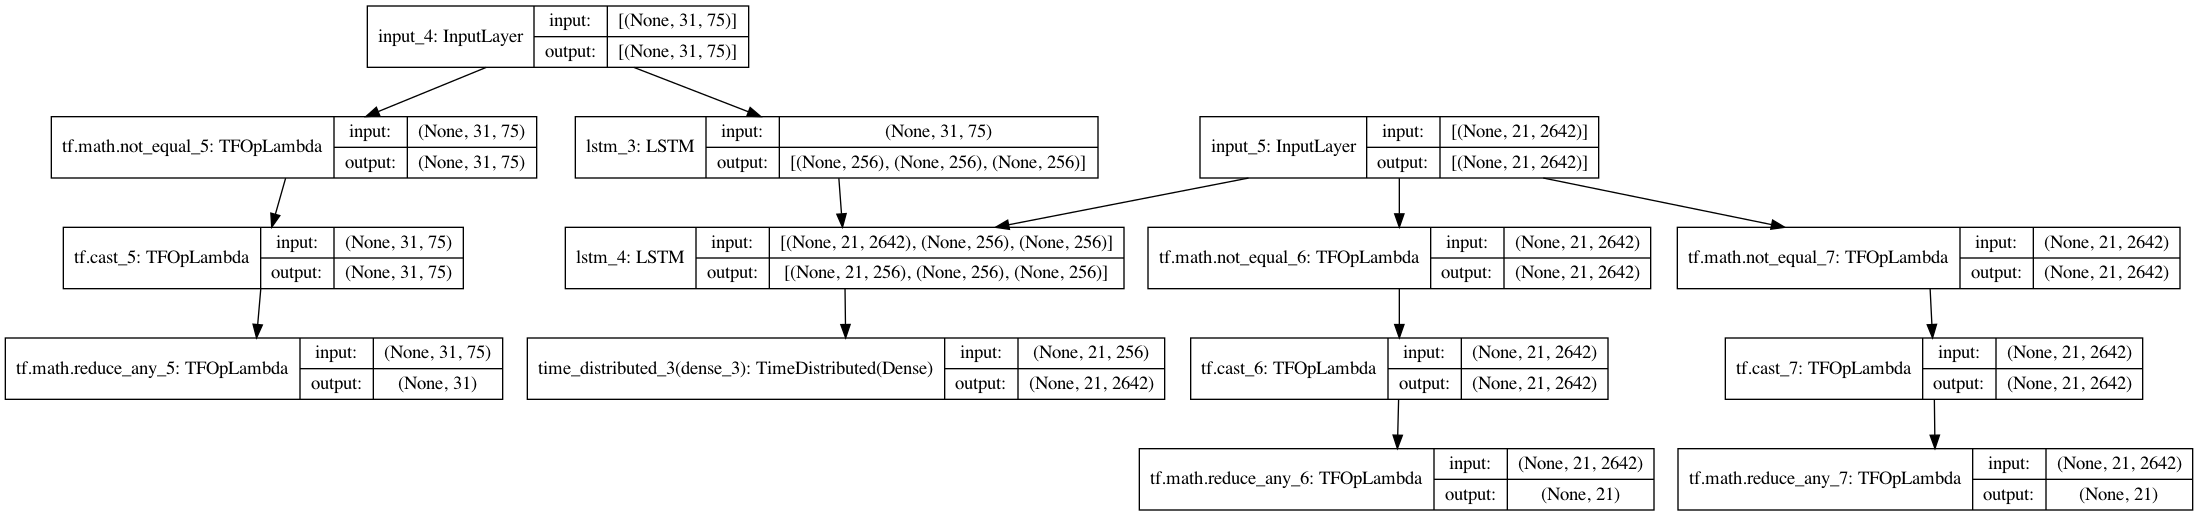 input_4: InputLayer
input: [(None, 31, 75)]
output: [(None, 31, 75)]
tf.math.not_equal_5: TFOpLambda
input: (None, 31, 75)
output: (None, 31, 75)
lstm_3: LSTM
input: (None, 31, 75)
output: [(None, 256), (None, 256), (None, 256)]
input_5: InputLayer
input: [(None, 21, 2642)]
output: [(None, 21, 2642)]
tf.cast_5: TFOpLambda
input: (None, 31, 75)
output: (None, 31, 75)
lstm_4: LSTM
input: [(None, 21, 2642), (None, 256), (None, 256)]
output: [(None, 21, 256), (None, 256), (None, 256)]
tf.math.not_equal_6: TFOpLambda
input: (None, 21, 2642)
output: (None, 21, 2642)
tf.math.not_equal_7: TFOpLambda
input: (None, 21, 2642)
output: (None, 21, 2642)
tf.math.reduce_any_5: TFOpLambda
input: (None, 31, 75)
output: (None, 31)
time_distributed_3(dense_3): TimeDistributed(Dense)
input: (None, 21, 256)
output: (None, 21, 2642)
tf.cast_6: TFOpLambda
input: (None, 21, 2642)
output: (None, 21, 2642)
tf.cast_7: TFOpLambda
input: (None, 21, 2642)
output: (None, 21, 2642)
tf.math.reduce_any_6: TFOpLambda
input: (None, 21, 2642)
output: (None, 21)
tf.math.reduce_any_7: TFOpLambda
input: (None, 21, 2642)
output: (None, 21)